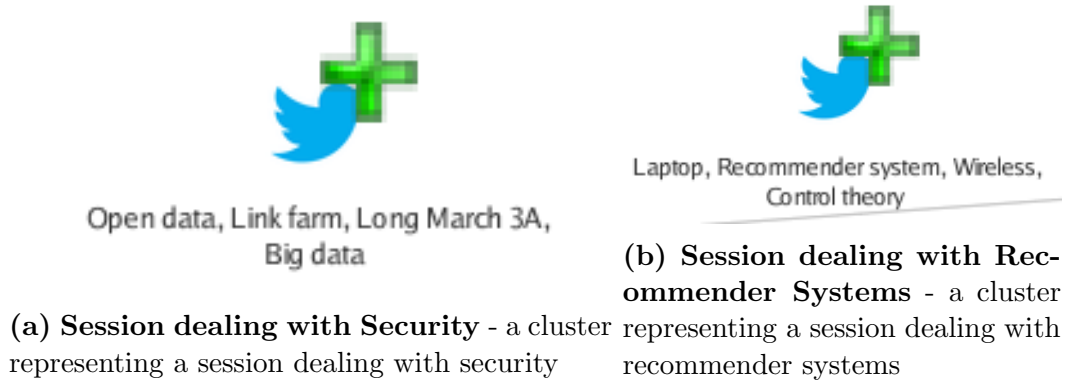 Open data, Link farm, Long March 3A,
Big data
(a) Session dealing with Security - a cluster
representing a session dealing with security
Laptop, Recommender system, Wireless,
Control theory
(b) Session dealing with Rec-
ommender Systems - a cluster
representing a session dealing with
recommender systems